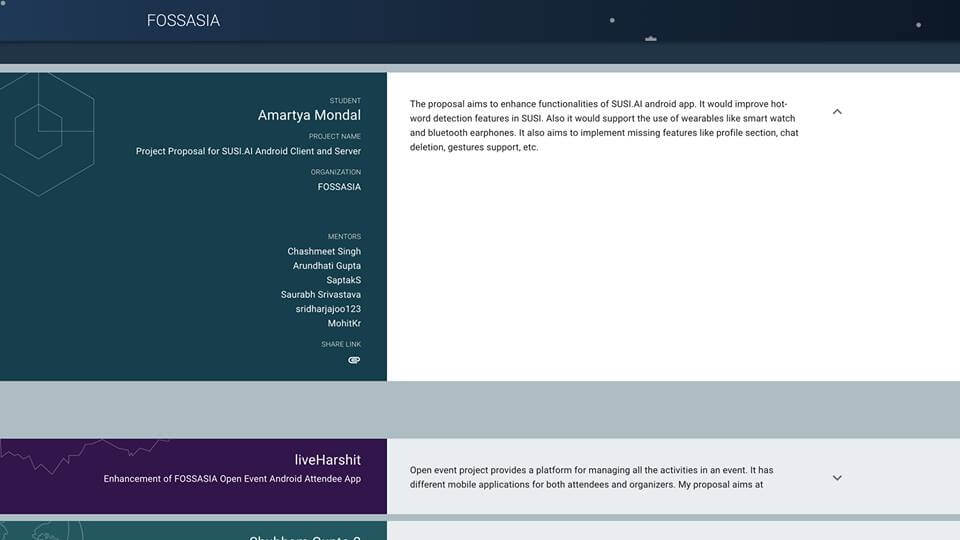 FOSSASIA
STUDENT
Amartya Mondal
PROJECT NAME
Project Proposal for SUSI.AI Android Client and Server
ORGANIZATION
FOSSASIA
MENTORS
Chashmeet Singh
Arundhati Gupta
SaptakS
Saurabh Srivastava
sridharjajoo123
MohitKr
SHARE LINK
The proposal aims to enhance functionalities of SUSI.AI android app. It would improve hot-
word detection features in SUSI. Also it would support the use of wearables like smart watch
and bluetooth earphones. It also aims to implement missing features like profile section, chat
deletion, gestures support, etc.
liveHarshit
Enhancement of FOSSASIA Open Event Android Attendee App
Open event project provides a platform for managing all the activities in an event. It has
different mobile applications for both attendees and organizers. My proposal aims at